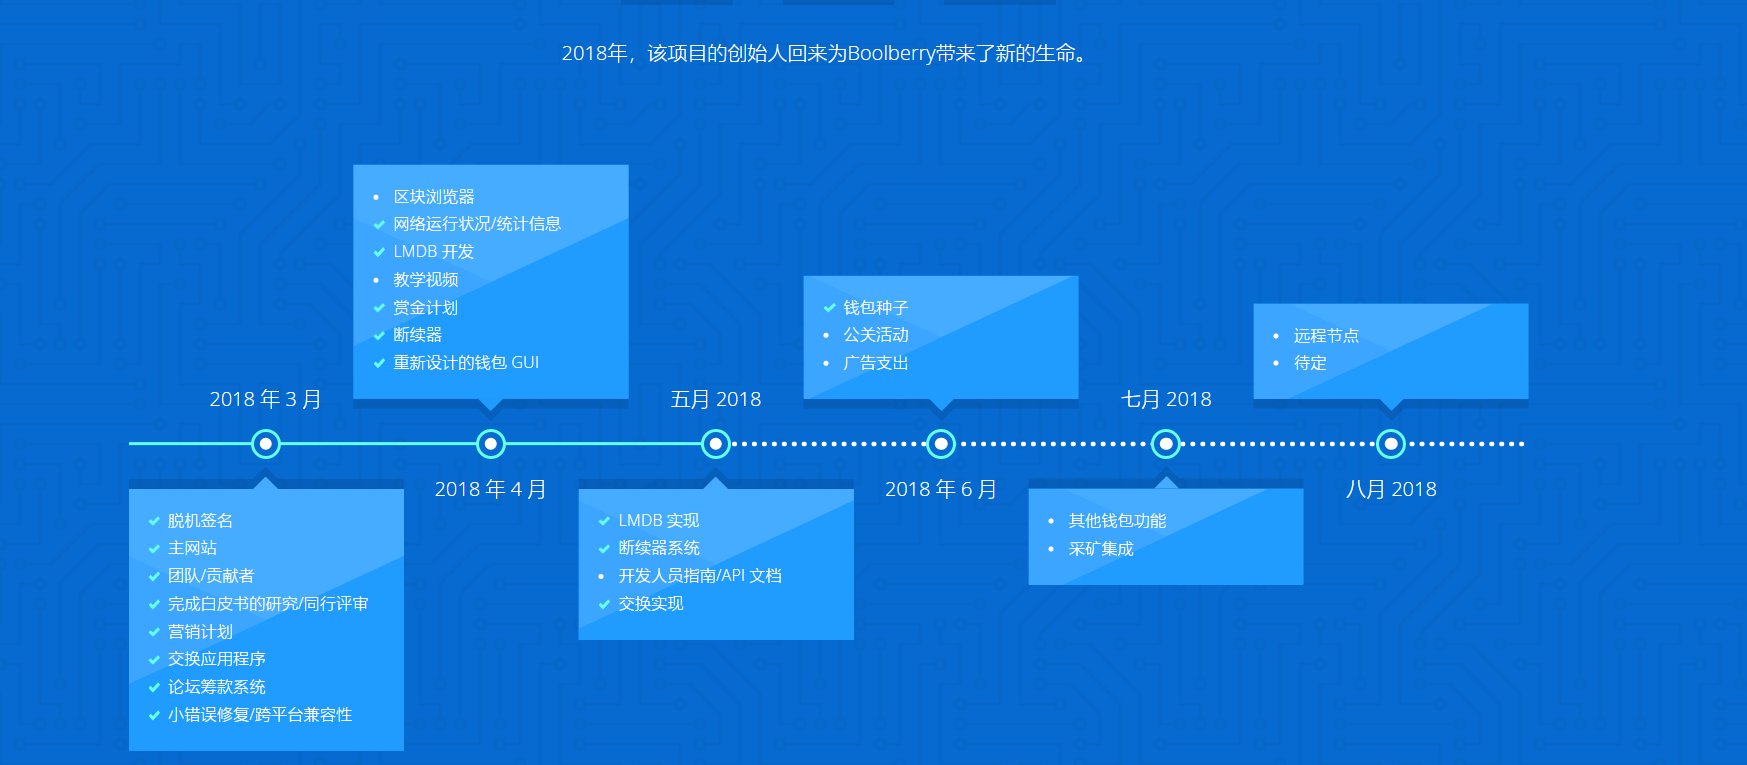 2018年，该项目的创始人回来为Boolberry带来了新的生命。
区块浏览器
网络运行状况/统计信息
LMDB 开发
教学视频
赏金计划
断续器
重新设计的钱包 GUI
钱包种子
公关活动
广告支出
远程节点
待定
2018 年 3 月
五月 2018
七月 2018
2018 年 4 月
2018 年 6 月
八月 2018
脱机签名
主网站
团队/贡献者
完成白皮书的研究/同行评审
营销计划
交换应用程序
论坛筹款系统
小错误修复/跨平台兼容性
LMDB 实现
断续器系统
开发人员指南/API 文档
交换实现
其他钱包功能
采矿集成